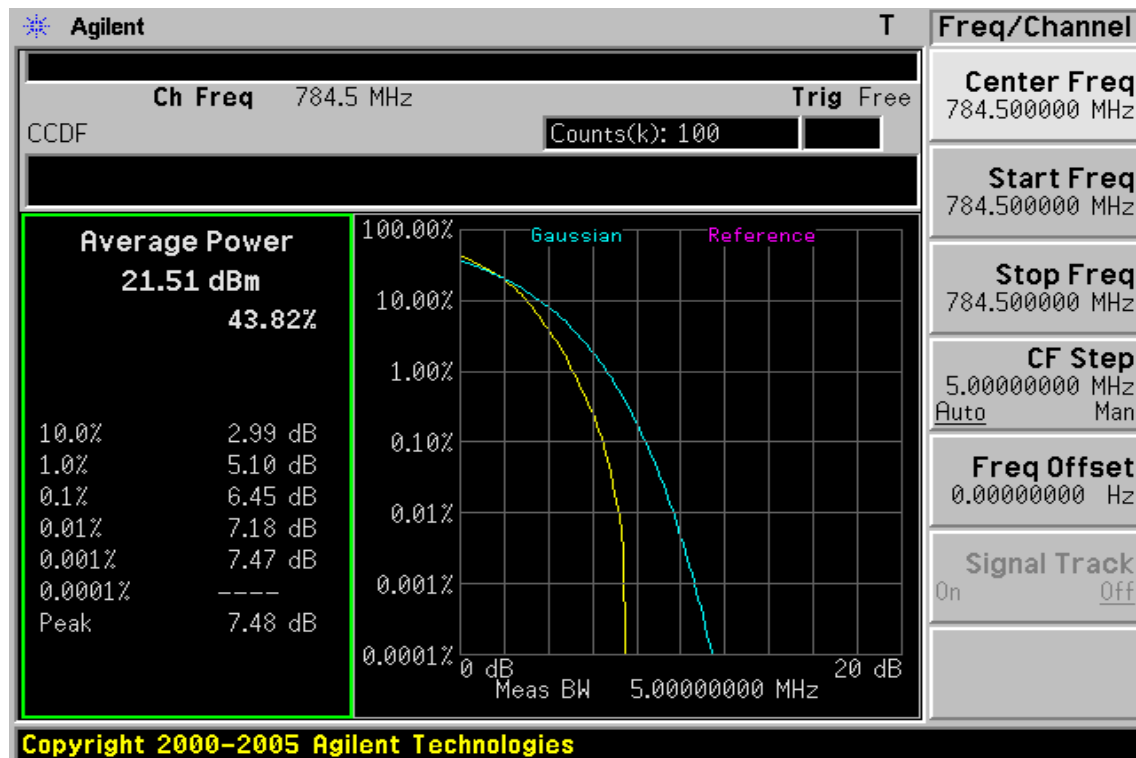 Agilent T
Ch Freq 784.5 MHz Trig Free
CCDF Counts(k): 100
Average Power
21.51 dBm
43.82%
10.0% 2.99 dB
1.0% 5.10 dB
0.1% 6.45 dB
0.01% 7.18 dB
0.001% 7.47 dB
0.0001% ----
Peak 7.48 dB
Gaussian Reference
100.00%
10.00%
1.00%
0.10%
0.01%
0.001%
0.0001%
0 dB 20 dB
Meas BW 5.00000000 MHz
Freq/Channel
Center Freq
784.500000 MHz
Start Freq
784.500000 MHz
Stop Freq
784.500000 MHz
CF Step
5.00000000 MHz
Auto Man
Freq Offset
0.00000000 Hz
Signal Track
On Off
Copyright 2000-2005 Agilent Technologies